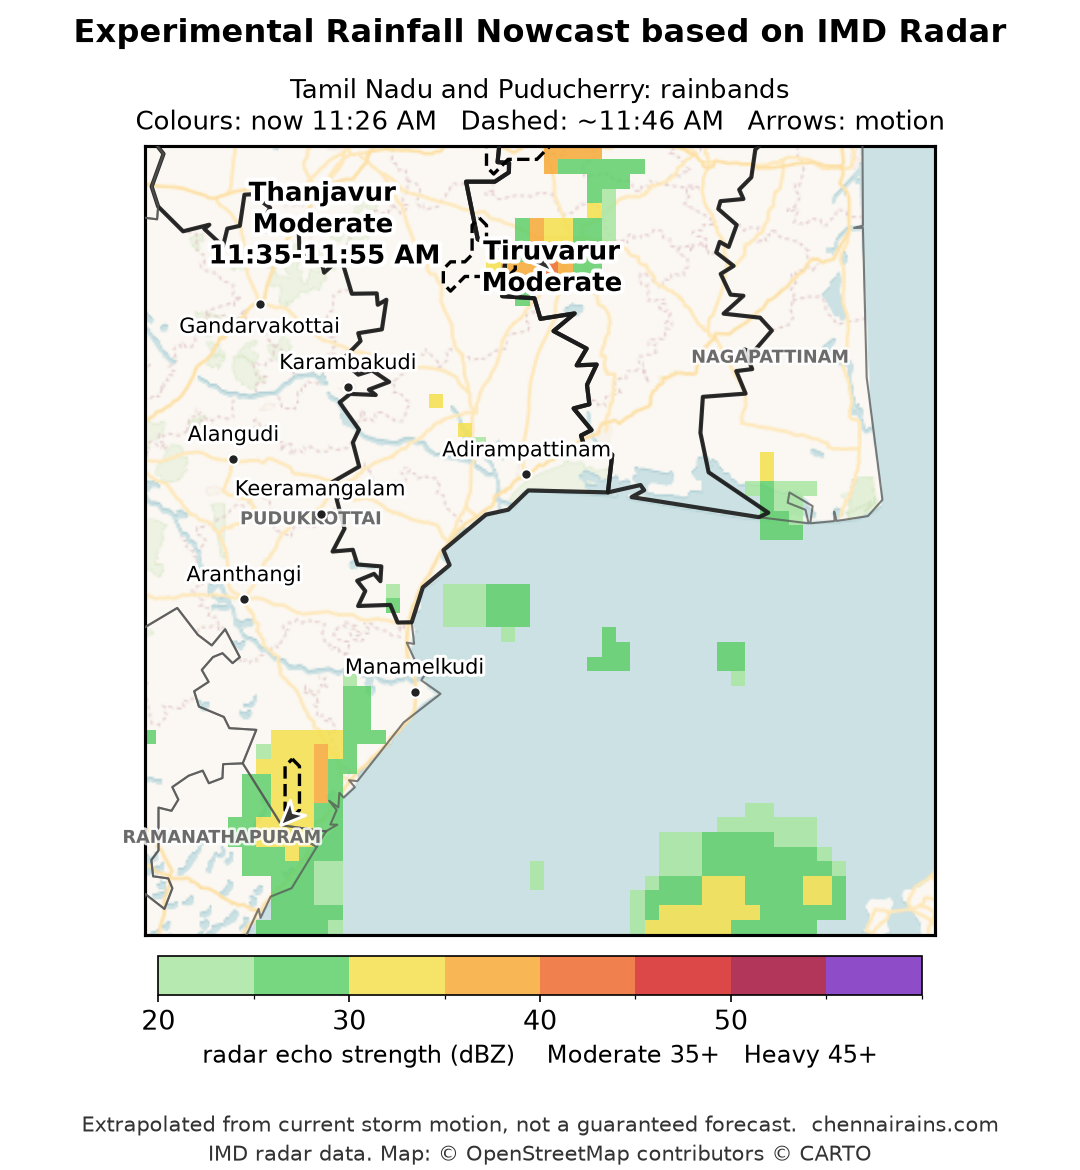 Experimental Rainfall Nowcast based on IMD Radar
Tamil Nadu and Puducherry: rainbands
Colours: now 11:26 AM   Dashed: ~11:46 AM   Arrows: motion
Thanjavur
Moderate
11:35-11:55 AM
Tiruvarur
Moderate
Gandarvakottai
NAGAPATTINAM
Karambakudi
Alangudi
Adirampattinam
Keeramangalam
PUDUKKOTTAI
Aranthangi
Manamelkudi
RAMANATHAPURAM
20 30 40 50
radar echo strength (dBZ)   Moderate 35+   Heavy 45+
Extrapolated from current storm motion, not a guaranteed forecast.  chennairains.com
IMD radar data. Map: © OpenStreetMap contributors © CARTO